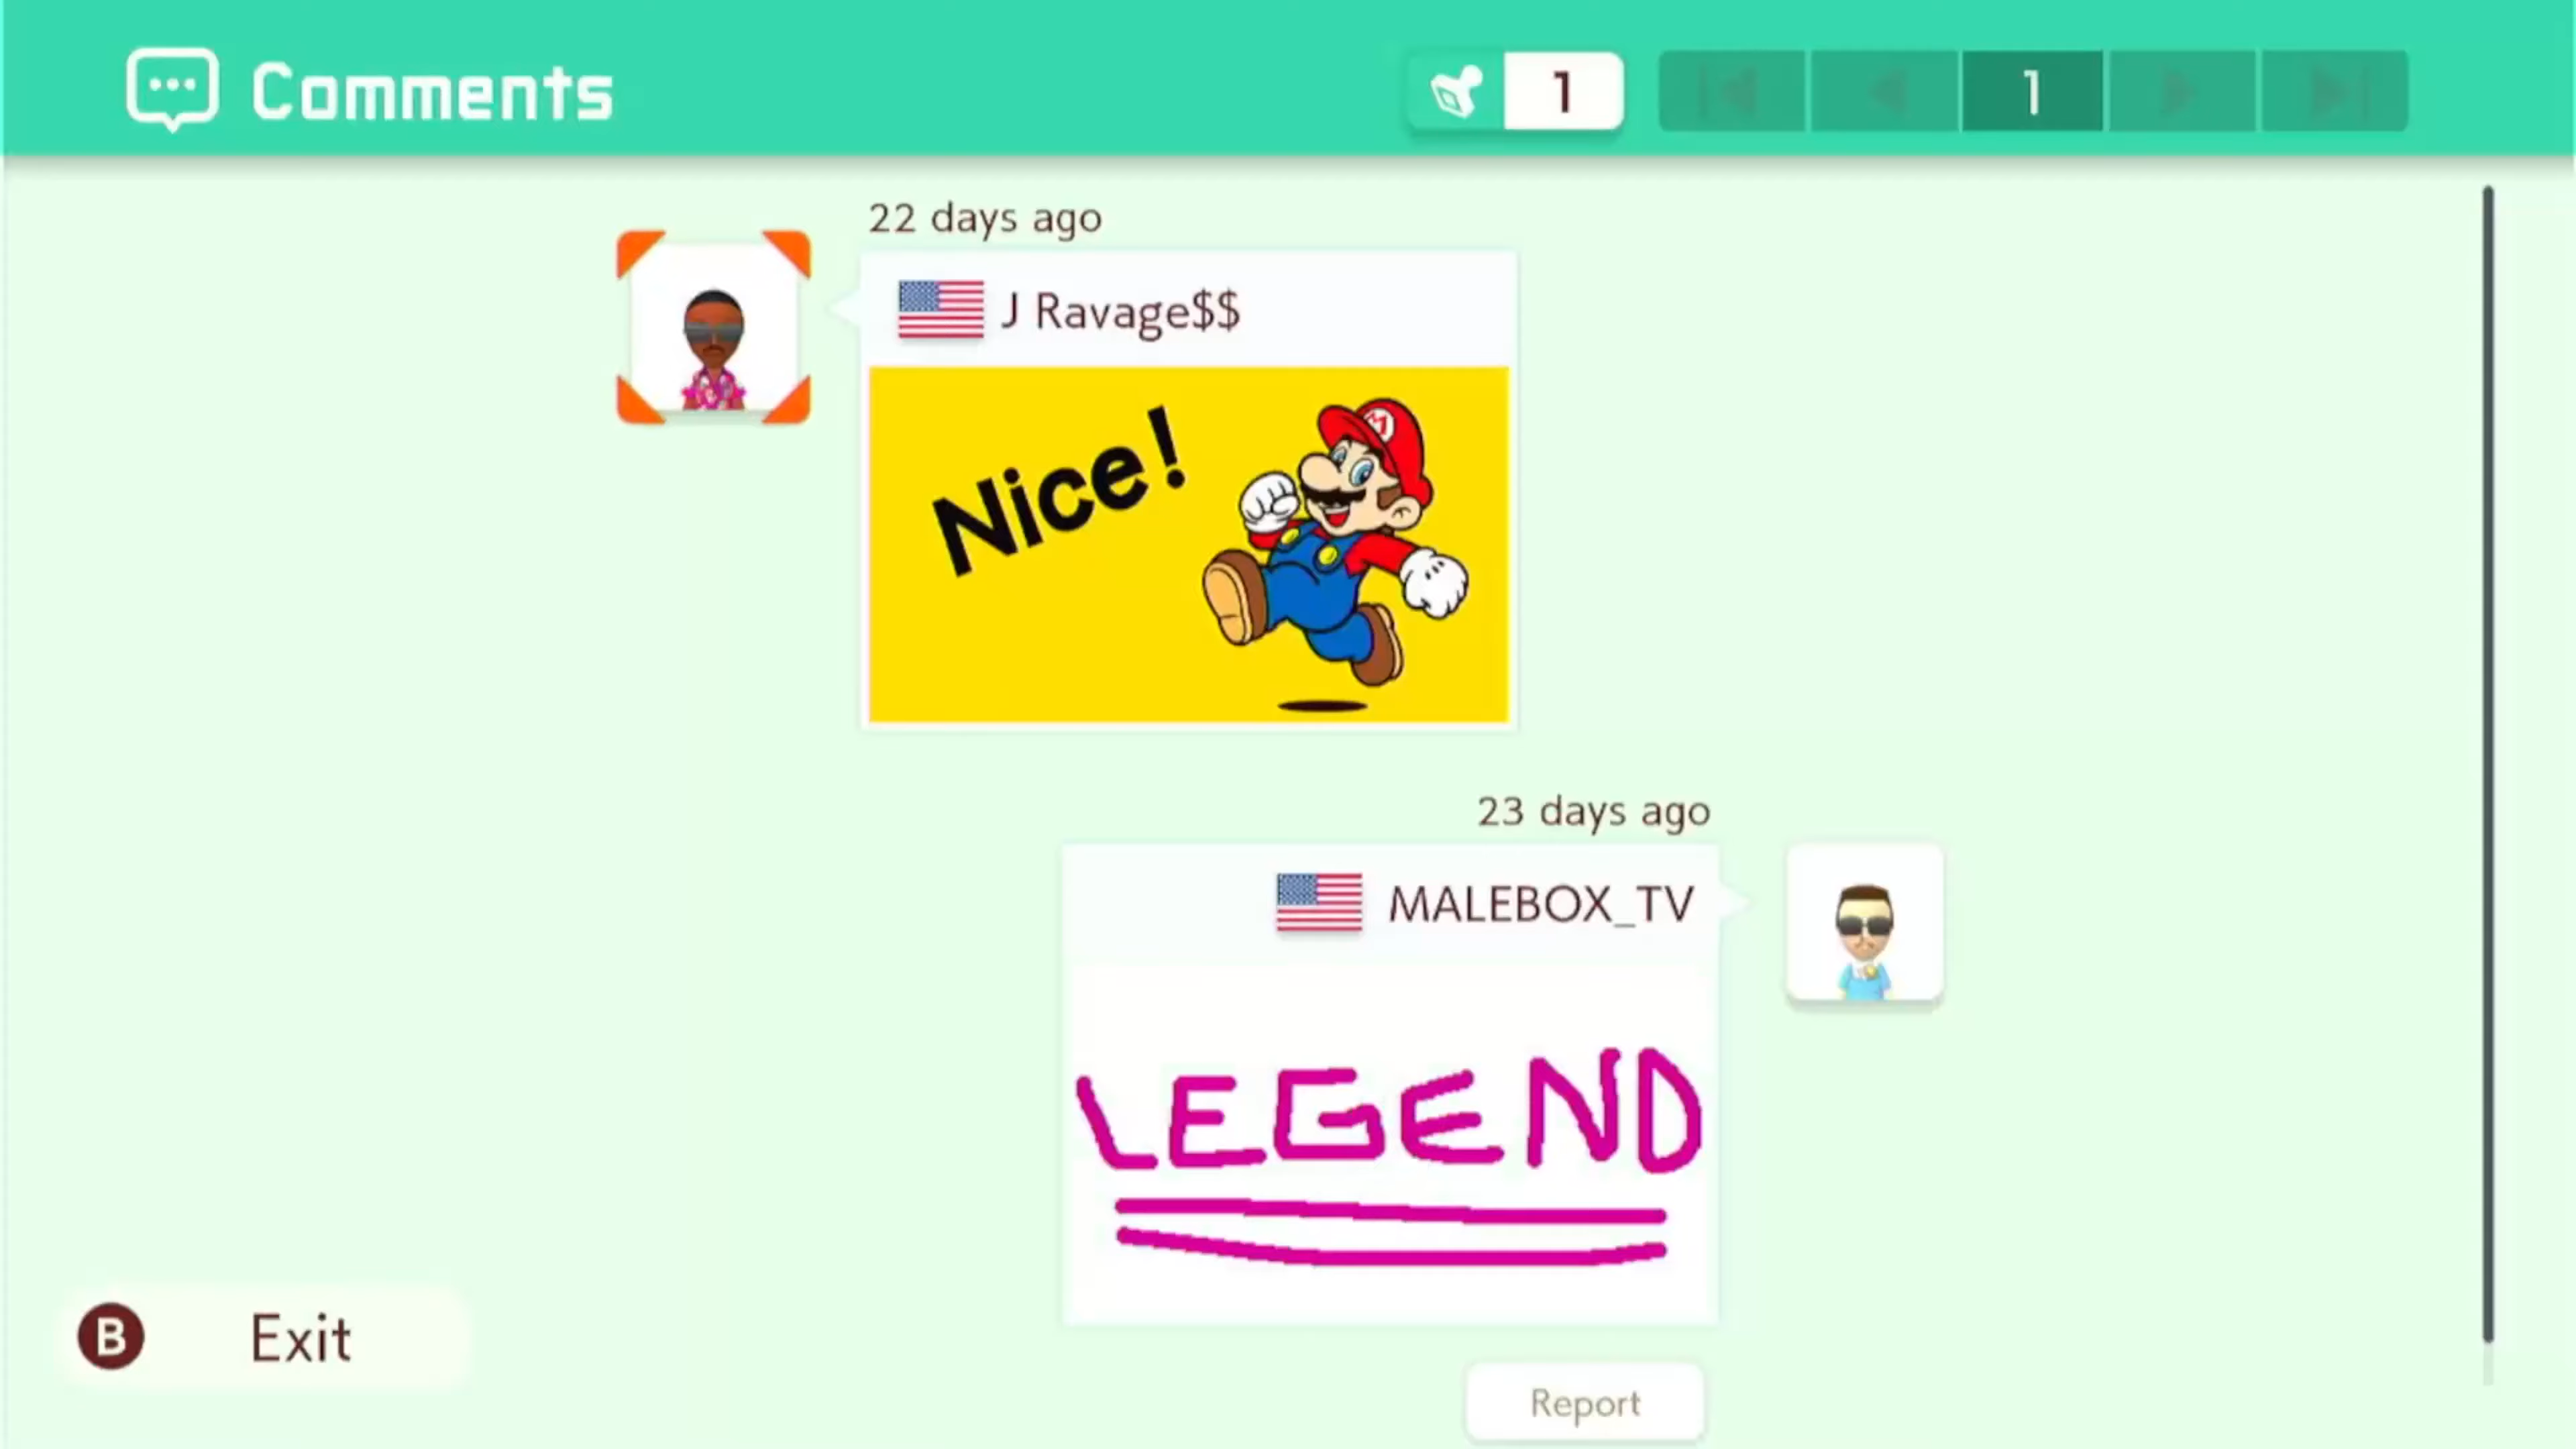 Comments
1
1
22 days ago
J Ravage$$
Nice!
M
23 days ago
MALEBOX_TV
LEGEND
B Exit
Report